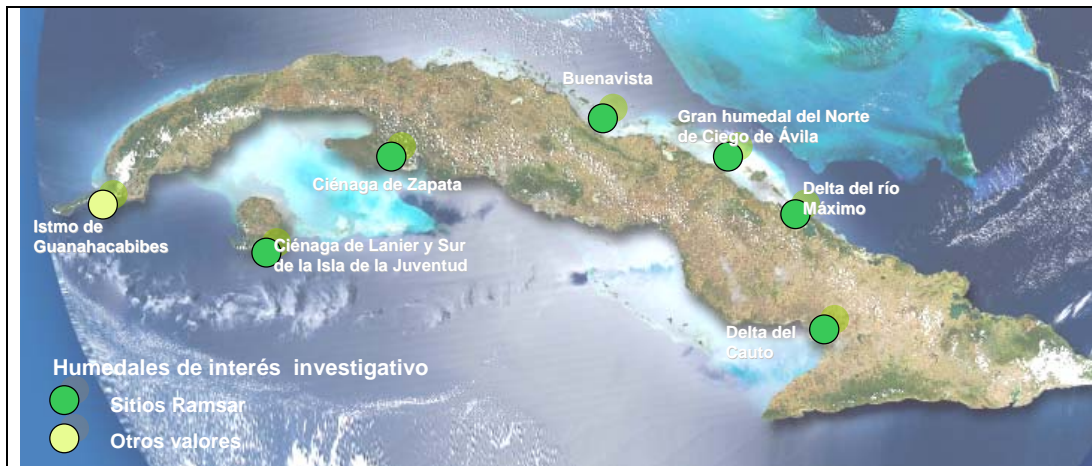 Buenavista
Gran humedal del Norte
de Ciego de Ávila
Ciénaga de Zapata
Delta del río
Máximo
Istmo de
Guanahacabibes
Ciénaga de Lanier y Sur
de la Isla de la Juventud
Delta del
Cauto
Humedales de interés investigativo
Sitios Ramsar
Otros valores